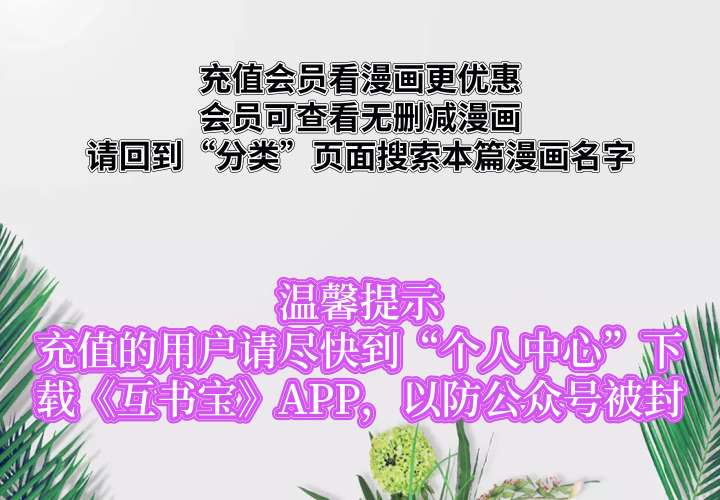 充值会员看漫画更优惠
会员可查看无删减漫画
请回到“分类”页面搜索本篇漫画名字
温馨提示
充值的用户请尽快到“个人中心”下
载《互书宝》APP，以防公众号被封